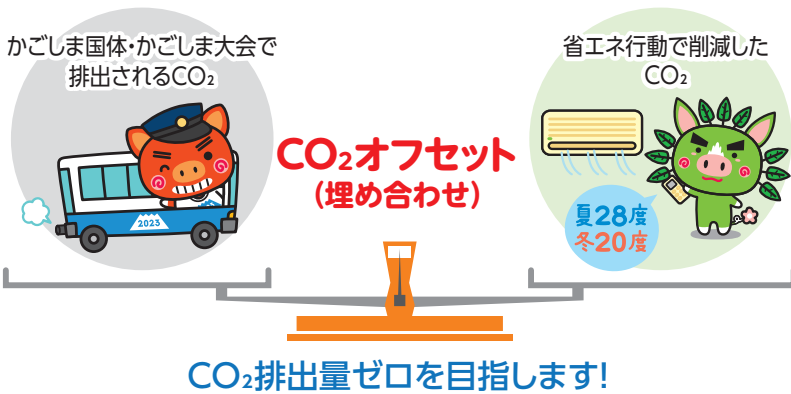 かごしま国体・かごしま大会で
排出されるCO₂
省エネ行動で削減した
CO₂
CO₂オフセット
(埋め合わせ)
2023
夏28度
冬20度
CO₂排出量ゼロを目指します!